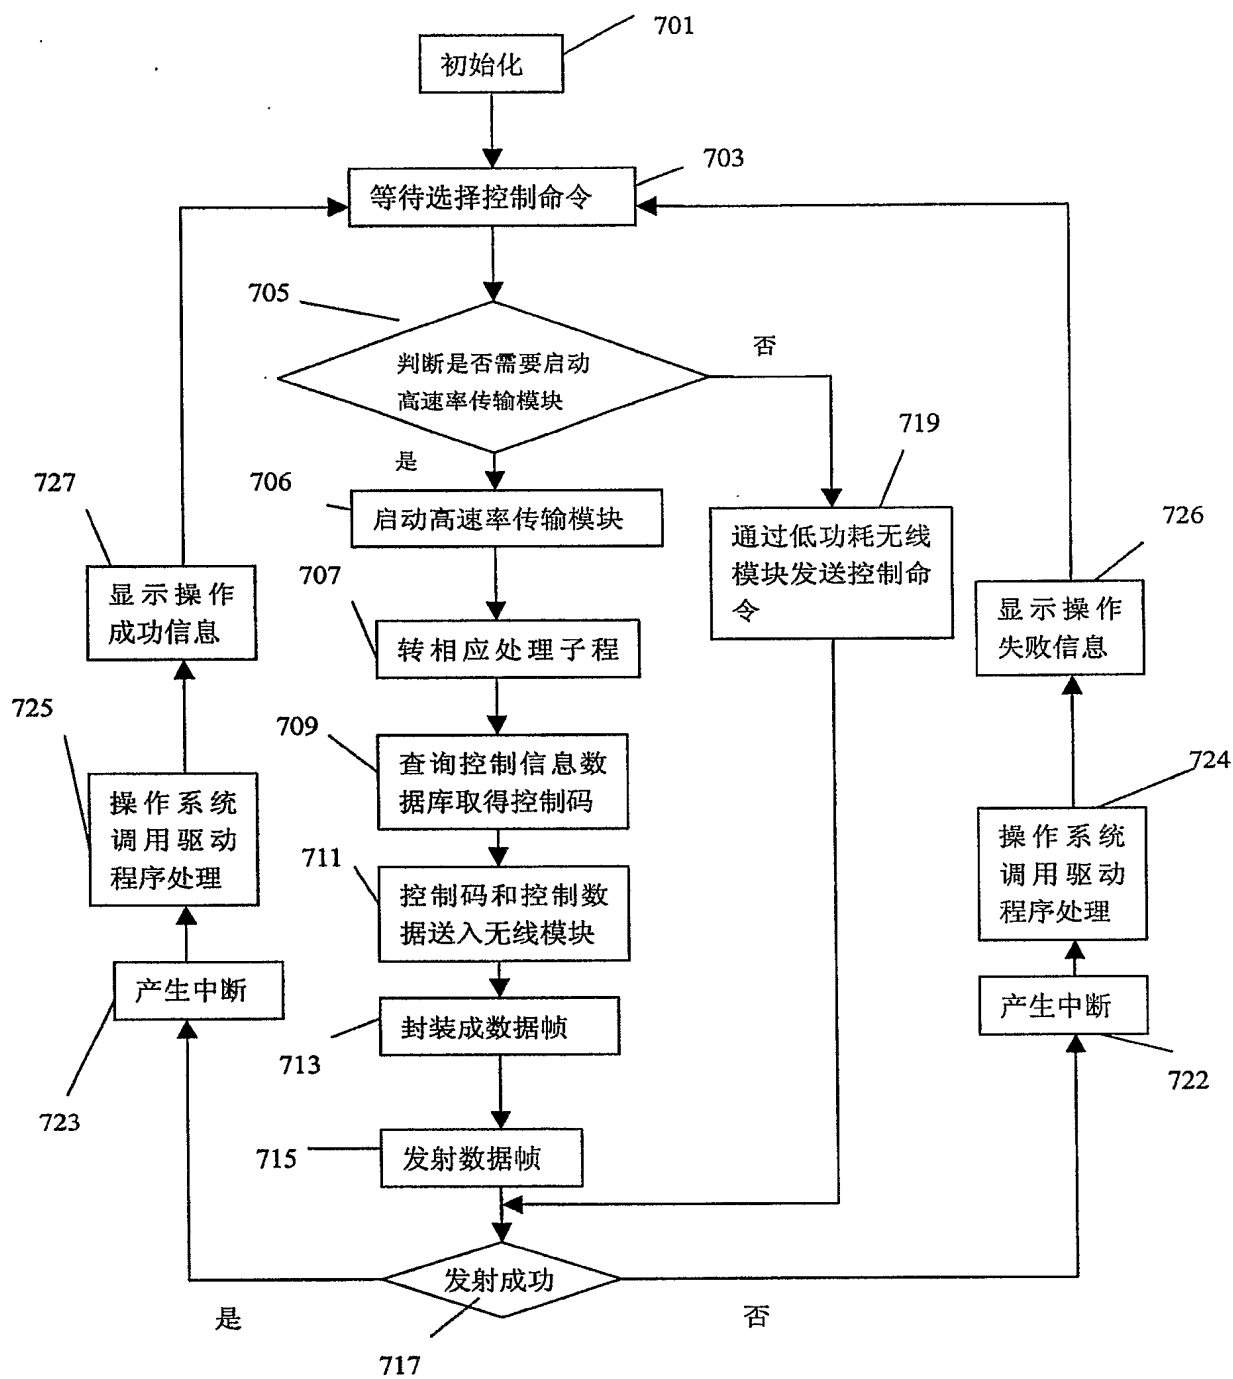 701
初始化
703
等待选择控制命令
705
判断是否需要启动
高速率传输模块
否
是
719
通过低功耗无线
模块发送控制命
令
706
启动高速率传输模块
707
转相应处理子程
709
查询控制信息数
据库取得控制码
711
控制码和控制数
据送入无线模块
713
封装成数据帧
715
发射数据帧
发射成功
717
是
否
723
产生中断
725
操作系统
调用驱动
程序处理
727
显示操作
成功信息
722
产生中断
724
操作系统
调用驱动
程序处理
726
显示操作
失败信息